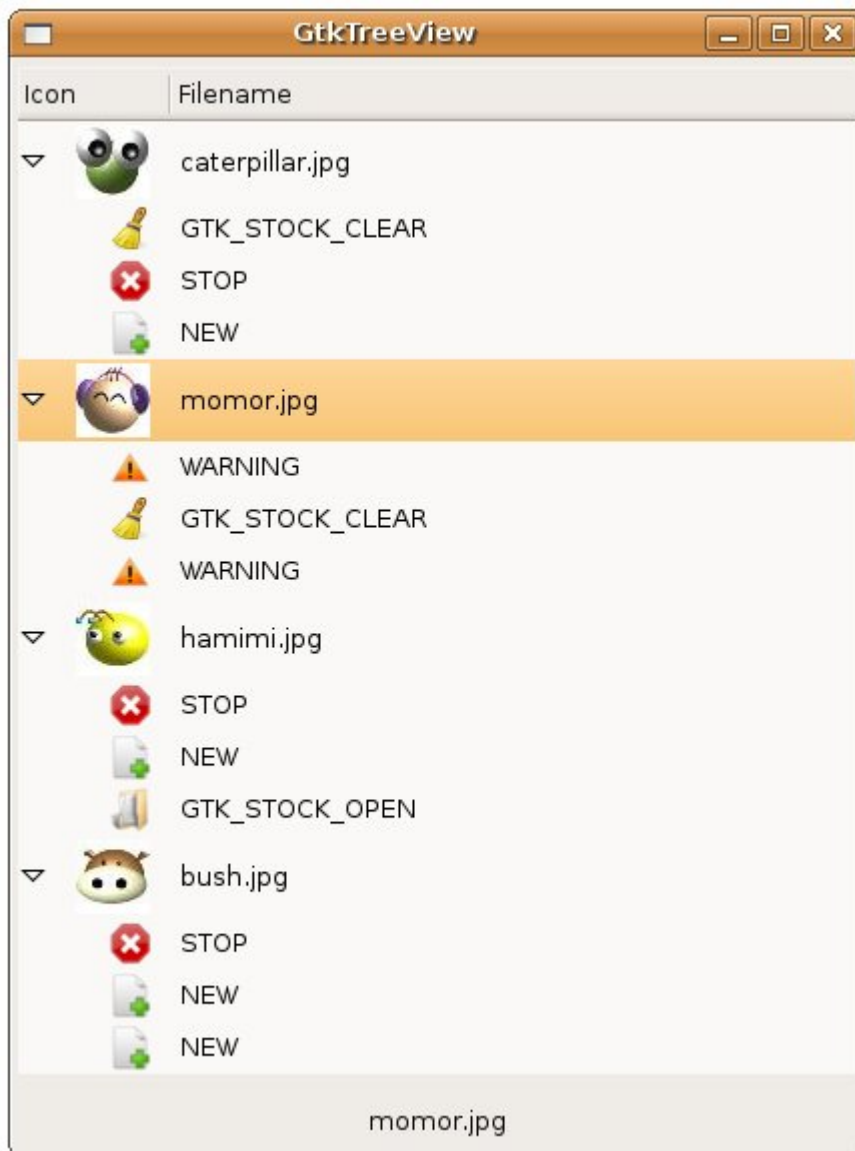 GtkTreeView
Icon Filename
caterpillar.jpg
GTK_STOCK_CLEAR
STOP
NEW
momor.jpg
WARNING
GTK_STOCK_CLEAR
WARNING
hamimi.jpg
STOP
NEW
GTK_STOCK_OPEN
bush.jpg
STOP
NEW
NEW
momor.jpg